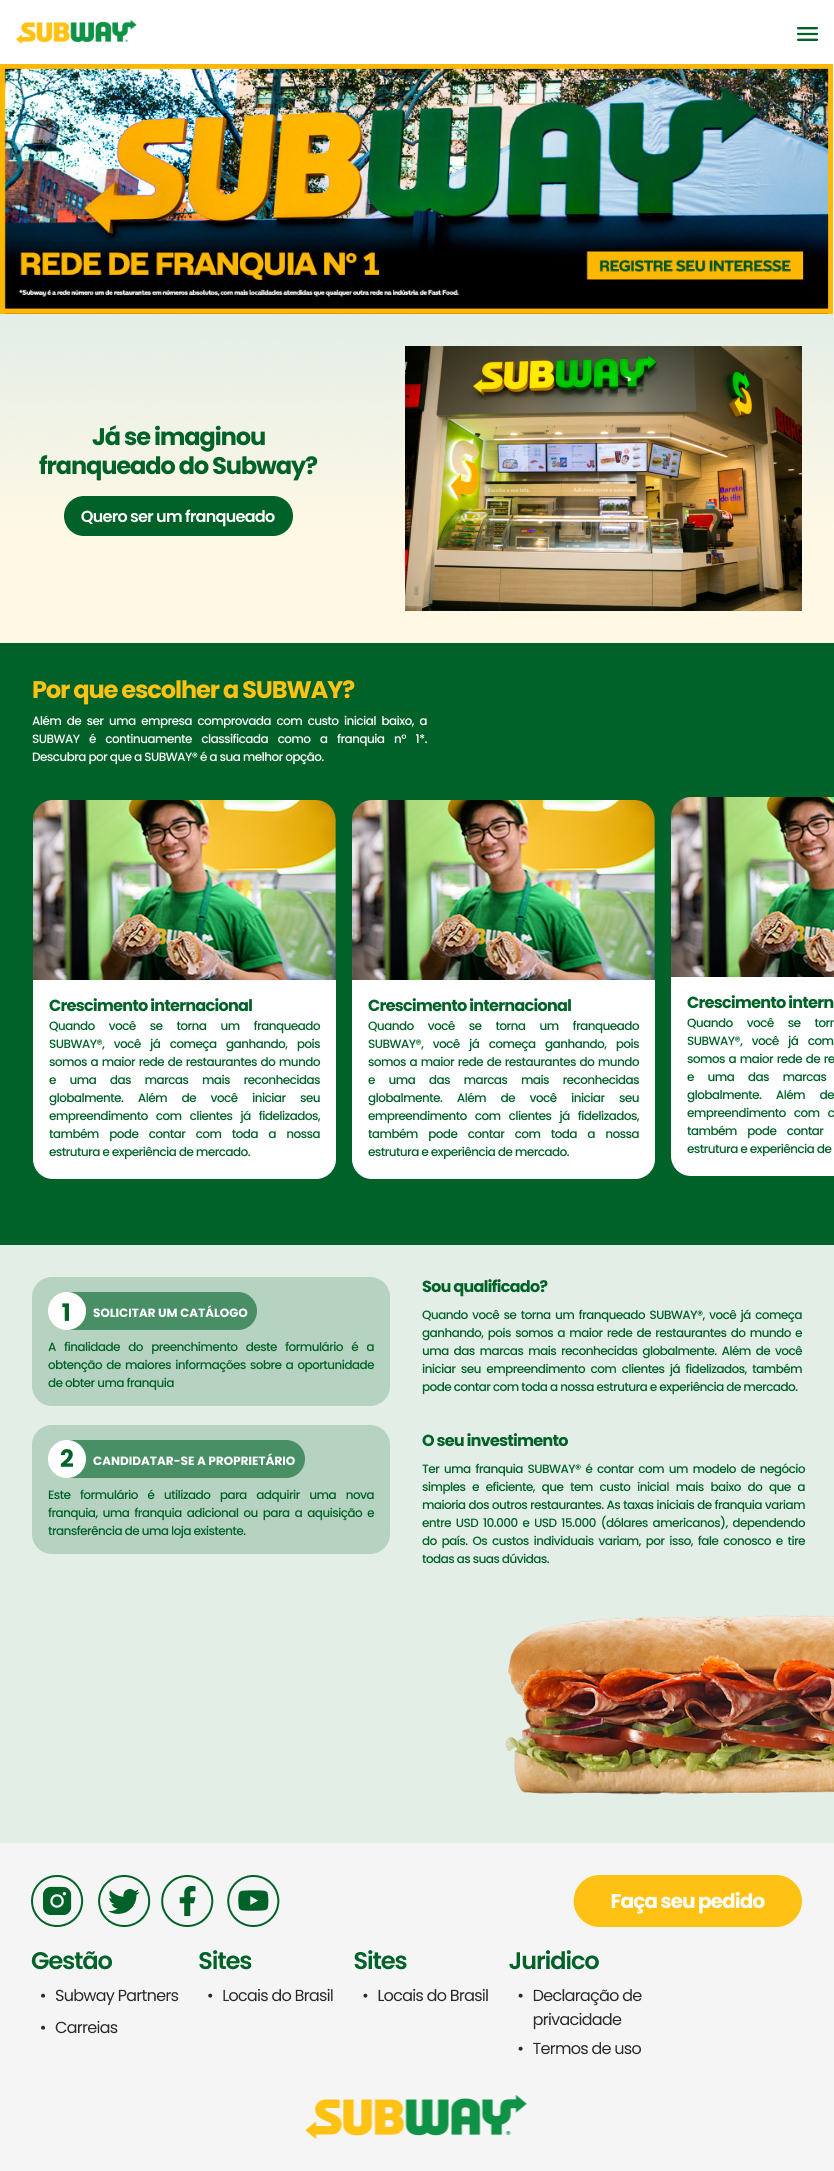 SUBWAY
SUBWAY
REDE DE FRANQUIA Nº 1
REGISTRE SEU INTERESSE
*Subway é a rede número um de restaurantes em números absolutos, com mais localidades atendidas que qualquer outra rede na indústria de Fast Food.
Já se imaginou
franqueado do Subway?
Quero ser um franqueado
SUBWAY
Barato
do dia
Por que escolher a SUBWAY?
Além de ser uma empresa comprovada com custo inicial baixo, a
SUBWAY é continuamente classificada como a franquia nº 1*.
Descubra por que a SUBWAY® é a sua melhor opção.
Crescimento internacional
Quando você se torna um franqueado
SUBWAY®, você já começa ganhando, pois
somos a maior rede de restaurantes do mundo
e uma das marcas mais reconhecidas
globalmente. Além de você iniciar seu
empreendimento com clientes já fidelizados,
também pode contar com toda a nossa
estrutura e experiência de mercado.
Crescimento internacional
Quando você se torna um franqueado
SUBWAY®, você já começa ganhando, pois
somos a maior rede de restaurantes do mundo
e uma das marcas mais reconhecidas
globalmente. Além de você iniciar seu
empreendimento com clientes já fidelizados,
também pode contar com toda a nossa
estrutura e experiência de mercado.
Crescimento intern
Quando você se torn
SUBWAY®, você já com
somos a maior rede de re
e uma das marcas
globalmente. Além de
empreendimento com c
também pode contar
estrutura e experiência de
1 SOLICITAR UM CATÁLOGO
A finalidade do preenchimento deste formulário é a
obtenção de maiores informações sobre a oportunidade
de obter uma franquia
2 CANDIDATAR-SE A PROPRIETÁRIO
Este formulário é utilizado para adquirir uma nova
franquia, uma franquia adicional ou para a aquisição e
transferência de uma loja existente.
Sou qualificado?
Quando você se torna um franqueado SUBWAY®, você já começa
ganhando, pois somos a maior rede de restaurantes do mundo e
uma das marcas mais reconhecidas globalmente. Além de você
iniciar seu empreendimento com clientes já fidelizados, também
pode contar com toda a nossa estrutura e experiência de mercado.
O seu investimento
Ter uma franquia SUBWAY® é contar com um modelo de negócio
simples e eficiente, que tem custo inicial mais baixo do que a
maioria dos outros restaurantes. As taxas iniciais de franquia variam
entre USD 10.000 e USD 15.000 (dólares americanos), dependendo
do país. Os custos individuais variam, por isso, fale conosco e tire
todas as suas dúvidas.
Faça seu pedido
Gestão
• Subway Partners
• Carreias
Sites
• Locais do Brasil
Sites
• Locais do Brasil
Juridico
• Declaração de
privacidade
• Termos de uso
SUBWAY